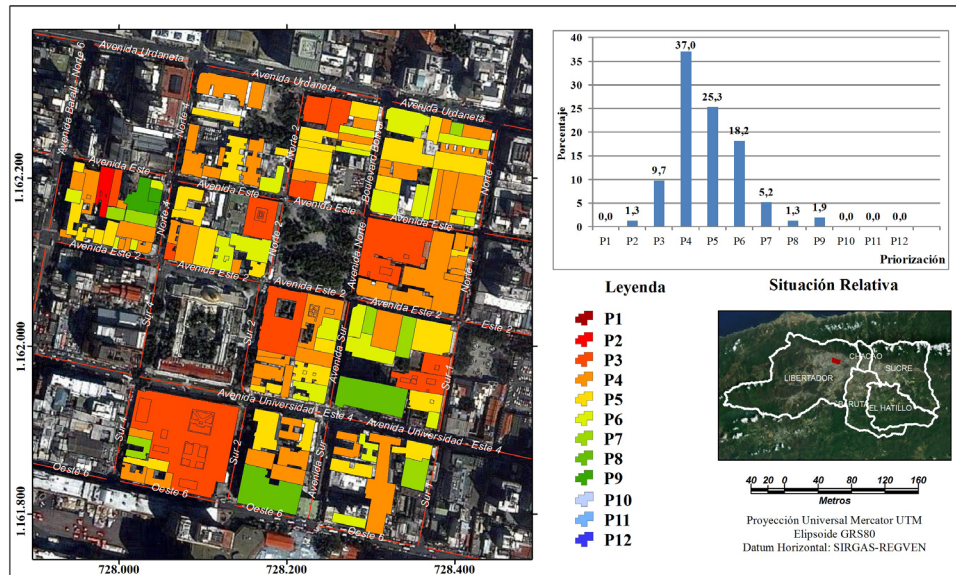 Avenida Urdaneta
Avenida Baralt - Norte 6
Norte 4
Avenida Urdaneta
Avenida Urdaneta
Norte 2
Boulevard Bolívar
Norte 1
Avenida Este
Avenida Este
Avenida Este
Avenida Este
Norte 4
Norte 2
Avenida Norte
Norte 1
Avenida Este 2
Avenida Este 2
Avenida Este 2
Este 2
Sur 4
Sur 2
Avenida Sur
Sur 1
Avenida Universidad - Este 4
Avenida Universidad - Este 4
Sur 4
Sur 2
Avenida Sur
Sur 1
Oeste 6
Oeste 6
Oeste 6
Este 6
1.162.200
1.162.000
1.161.800
728.000
728.200
728.400
Porcentaje
40
35
30
25
20
15
10
5
0
0,0
1,3
9,7
37,0
25,3
18,2
5,2
1,3
1,9
0,0
0,0
0,0
P1 P2 P3 P4 P5 P6 P7 P8 P9 P10 P11 P12
Priorización
Leyenda
P1
P2
P3
P4
P5
P6
P7
P8
P9
P10
P11
P12
Situación Relativa
CHACAO
SUCRE
LIBERTADOR
BARUTA
EL HATILLO
40 20 0 40 80 120 160
Metros
Proyección Universal Mercator UTM
Elipsoide GRS80
Datum Horizontal: SIRGAS-REGVEN